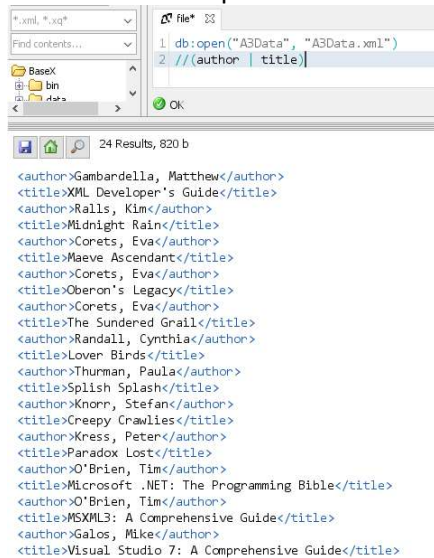 *.xml, *.xq*
file*
Find contents...
1 db:open("A3Data", "A3Data.xml")
2 //(author | title)
BaseX
bin
data
OK
24 Results, 820 b
<author>Gambardella, Matthew</author>
<title>XML Developer's Guide</title>
<author>Ralls, Kim</author>
<title>Midnight Rain</title>
<author>Corets, Eva</author>
<title>Maeve Ascendant</title>
<author>Corets, Eva</author>
<title>Oberon's Legacy</title>
<author>Corets, Eva</author>
<title>The Sundered Grail</title>
<author>Randall, Cynthia</author>
<title>Lover Birds</title>
<author>Thurman, Paula</author>
<title>Splish Splash</title>
<author>Knorr, Stefan</author>
<title>Creepy Crawlies</title>
<author>Kress, Peter</author>
<title>Paradox Lost</title>
<author>O'Brien, Tim</author>
<title>Microsoft .NET: The Programming Bible</title>
<author>O'Brien, Tim</author>
<title>MSXML3: A Comprehensive Guide</title>
<author>Galos, Mike</author>
<title>Visual Studio 7: A Comprehensive Guide</title>